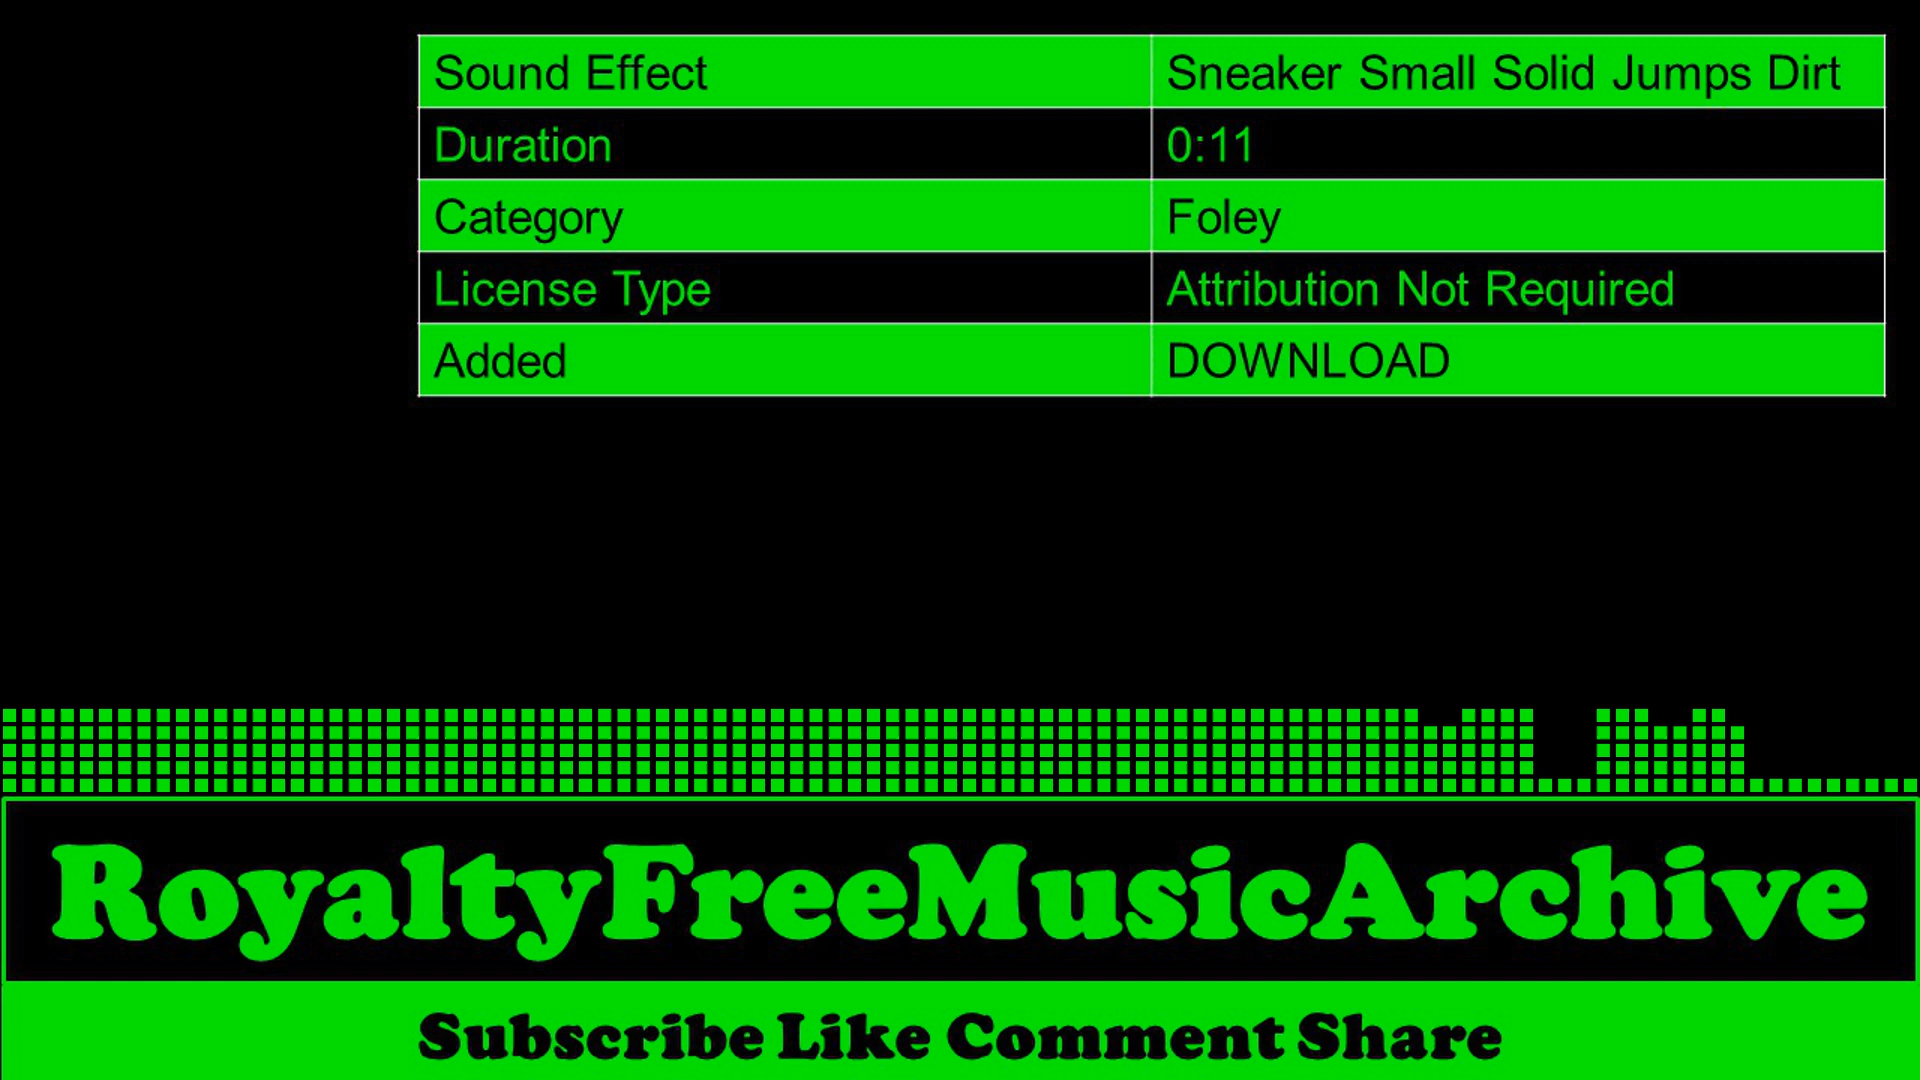 Sound Effect Sneaker Small Solid Jumps Dirt
Duration 0:11
Category Foley
License Type Attribution Not Required
Added DOWNLOAD
RoyaltyFreeMusicArchive
Subscribe Like Comment Share